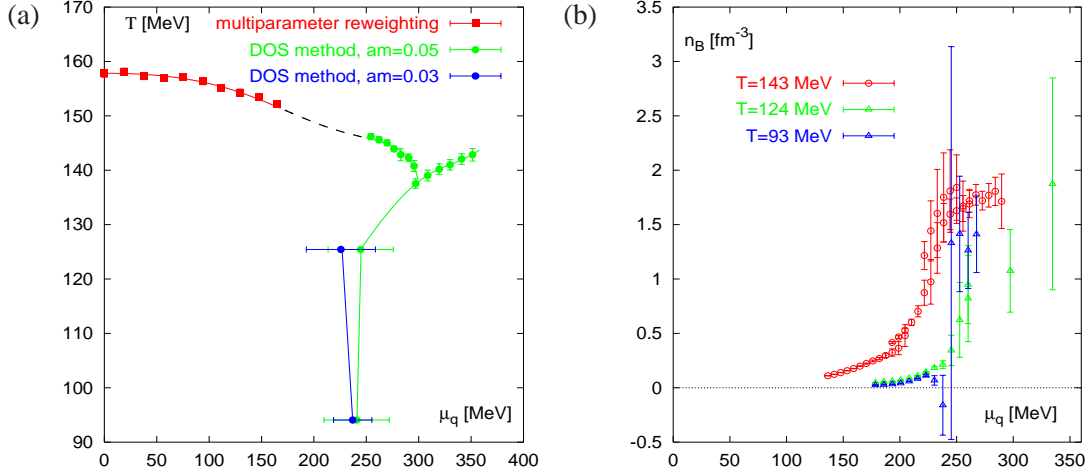 (a)
T [MeV]
multiparameter reweighting
DOS method, am=0.05
DOS method, am=0.03
170
160
150
140
130
120
110
100
90
μq [MeV]
0 50 100 150 200 250 300 350 400
(b)
nB [fm-3]
T=143 MeV
T=124 MeV
T=93 MeV
3.5
3
2.5
2
1.5
1
0.5
0
-0.5
μq [MeV]
0 50 100 150 200 250 300 350